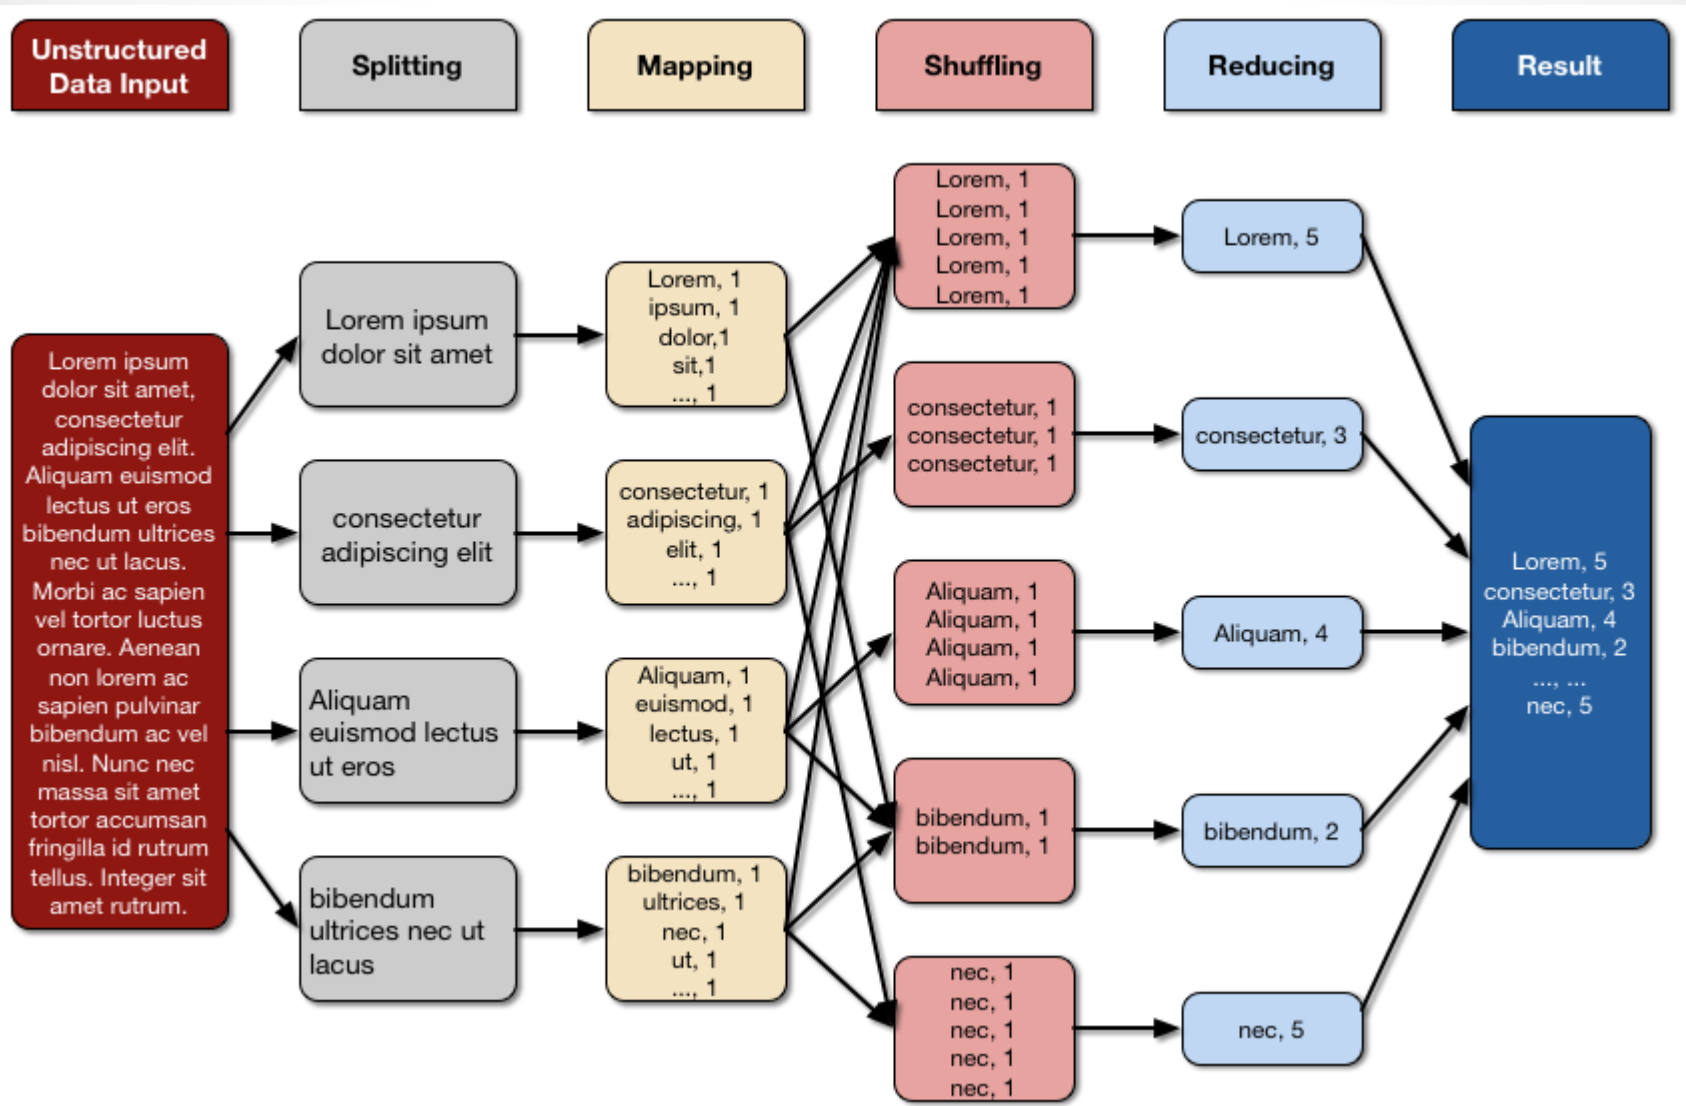 Unstructured
Data Input
Splitting
Mapping
Shuffling
Reducing
Result
Lorem ipsum
dolor sit amet,
consectetur
adipiscing elit.
Aliquam euismod
lectus ut eros
bibendum ultrices
nec ut lacus.
Morbi ac sapien
vel tortor luctus
ornare. Aenean
non lorem ac
sapien pulvinar
bibendum ac vel
nisl. Nunc nec
massa sit amet
tortor accumsan
fringilla id rutrum
tellus. Integer sit
amet rutrum.
Lorem ipsum
dolor sit amet
consectetur
adipiscing elit
Aliquam
euismod lectus
ut eros
bibendum
ultrices nec ut
lacus
Lorem, 1
ipsum, 1
dolor,1
sit,1
..., 1
consectetur, 1
adipiscing, 1
elit, 1
..., 1
Aliquam, 1
euismod, 1
lectus, 1
ut, 1
..., 1
bibendum, 1
ultrices, 1
nec, 1
ut, 1
..., 1
Lorem, 1
Lorem, 1
Lorem, 1
Lorem, 1
Lorem, 1
consectetur, 1
consectetur, 1
consectetur, 1
Aliquam, 1
Aliquam, 1
Aliquam, 1
Aliquam, 1
bibendum, 1
bibendum, 1
nec, 1
nec, 1
nec, 1
nec, 1
nec, 1
Lorem, 5
consectetur, 3
Aliquam, 4
bibendum, 2
nec, 5
Lorem, 5
consectetur, 3
Aliquam, 4
bibendum, 2
..., ...
nec, 5